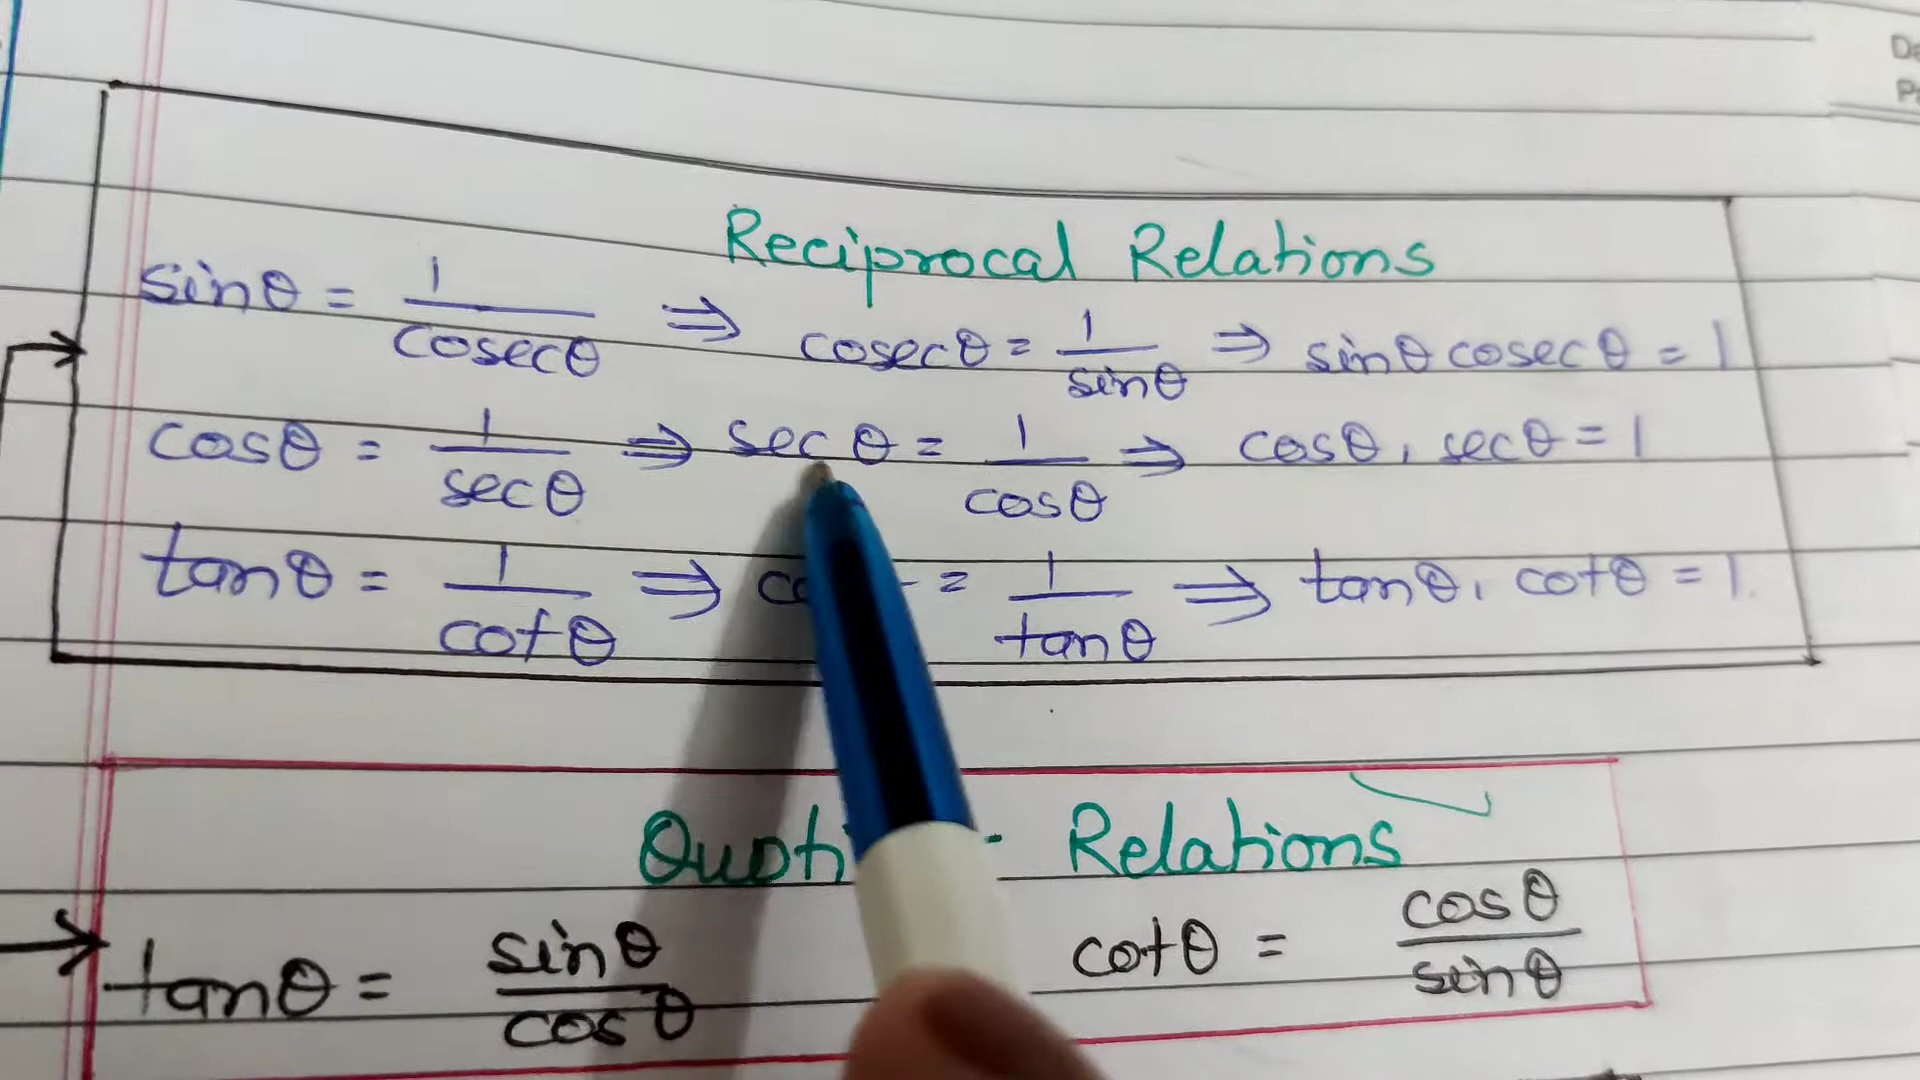 Reciprocal Relations
sinθ = 1/cosecθ ⇒ cosecθ = 1/sinθ ⇒ sinθ cosecθ = 1
cosθ = 1/secθ ⇒ secθ = 1/cosθ ⇒ cosθ. secθ = 1
tanθ = 1/cotθ ⇒ = 1/tanθ ⇒ tanθ. cotθ = 1.
Relations
tanθ = sinθ/cosθ cotθ = cosθ/sinθ